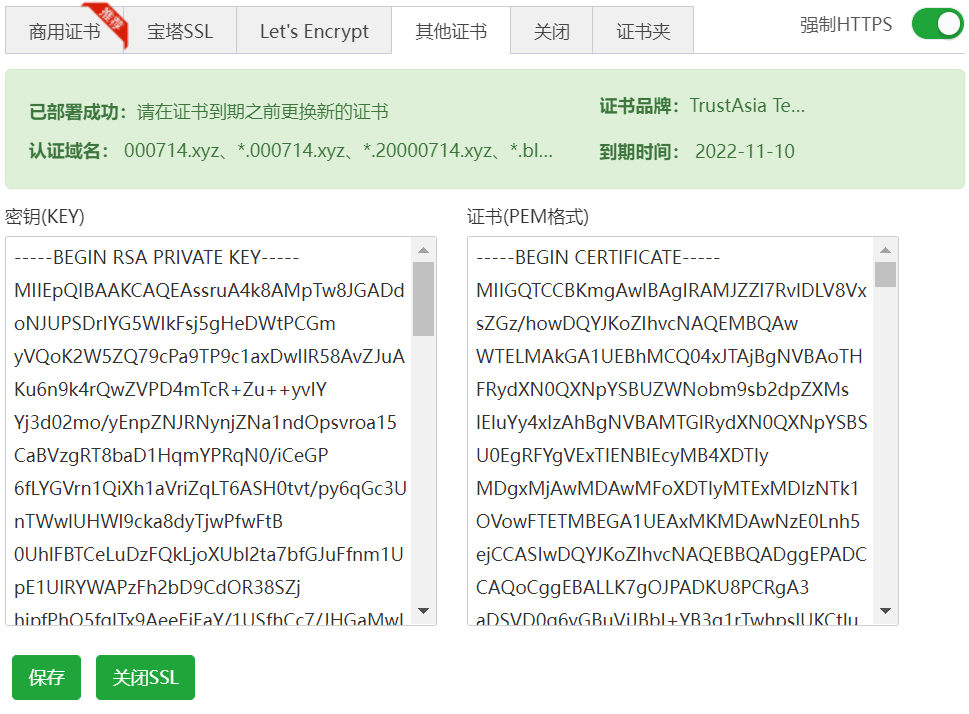 商用证书
推荐
宝塔SSL
Let's Encrypt
其他证书
关闭
证书夹
强制HTTPS
已部署成功：请在证书到期之前更换新的证书
证书品牌：TrustAsia Te...
认证域名： 000714.xyz、*.000714.xyz、*.20000714.xyz、*.bl...
到期时间： 2022-11-10
密钥(KEY)
-----BEGIN RSA PRIVATE KEY-----
MIIEpQIBAAKCAQEAssruA4k8AMpTw8JGADd
oNJUPSDrIYG5WIkFsj5gHeDWtPCGm
yVQoK2W5ZQ79cPa9TP9c1axDwIIR58AvZJuA
Ku6n9k4rQwZVPD4mTcR+Zu++yvIY
Yj3d02mo/yEnpZNJRNynjZNa1ndOpsvroa15
CaBVzgRT8baD1HqmYPRqN0/iCeGP
6fLYGVrn1QiXh1aVriZqLT6ASH0tvt/py6qGc3U
nTWwIUHWl9cka8dyTjwPfwFtB
0UhIFBTCeLuDzFQkLjoXUbI2ta7bfGJuFfnm1U
pE1UIRYWAPzFh2bD9CdOR38SZj
证书(PEM格式)
-----BEGIN CERTIFICATE-----
MIIGQTCCBKmgAwIBAgIRAMJZZl7RvIDLV8Vx
sZGz/howDQYJKoZIhvcNAQEMBQAw
WTELMAkGA1UEBhMCQ04xJTAjBgNVBAoTH
FRydXN0QXNpYSBUZWNobm9sb2dpZXMs
IEluYy4xIzAhBgNVBAMTGlRydXN0QXNpYSBS
U0EgRFYgVExTIENBIEcyMB4XDTIy
MDgxMjAwMDAwMFoXDTIyMTExMDIzNTk1
OVowFTETMBEGA1UEAxMKMDAwNzE0Lnh5
ejCCASIwDQYJKoZIhvcNAQEBBQADggEPADC
CAQoCggEBALLK7gOJPADKU8PCRgA3
保存
关闭SSL